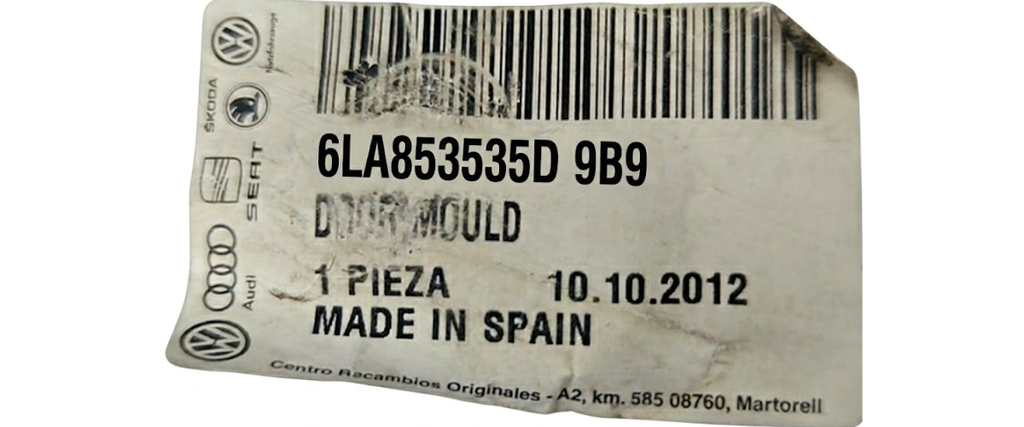 6LA853535D 9B9
DOOR MOULD
1 PIEZA 10.10.2012
MADE IN SPAIN
Centro Recambios Originales - A2, km. 585 08760, Martorell
Nutzfahrzeuge
ŠKODA
SEAT
Audi